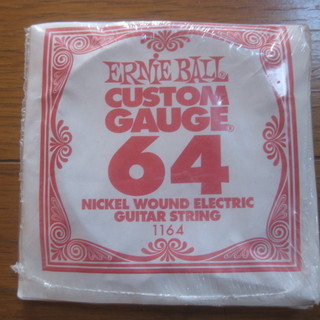 ERNIE BALL
CUSTOM
GAUGE®
64
NICKEL WOUND ELECTRIC
GUITAR STRING
1164